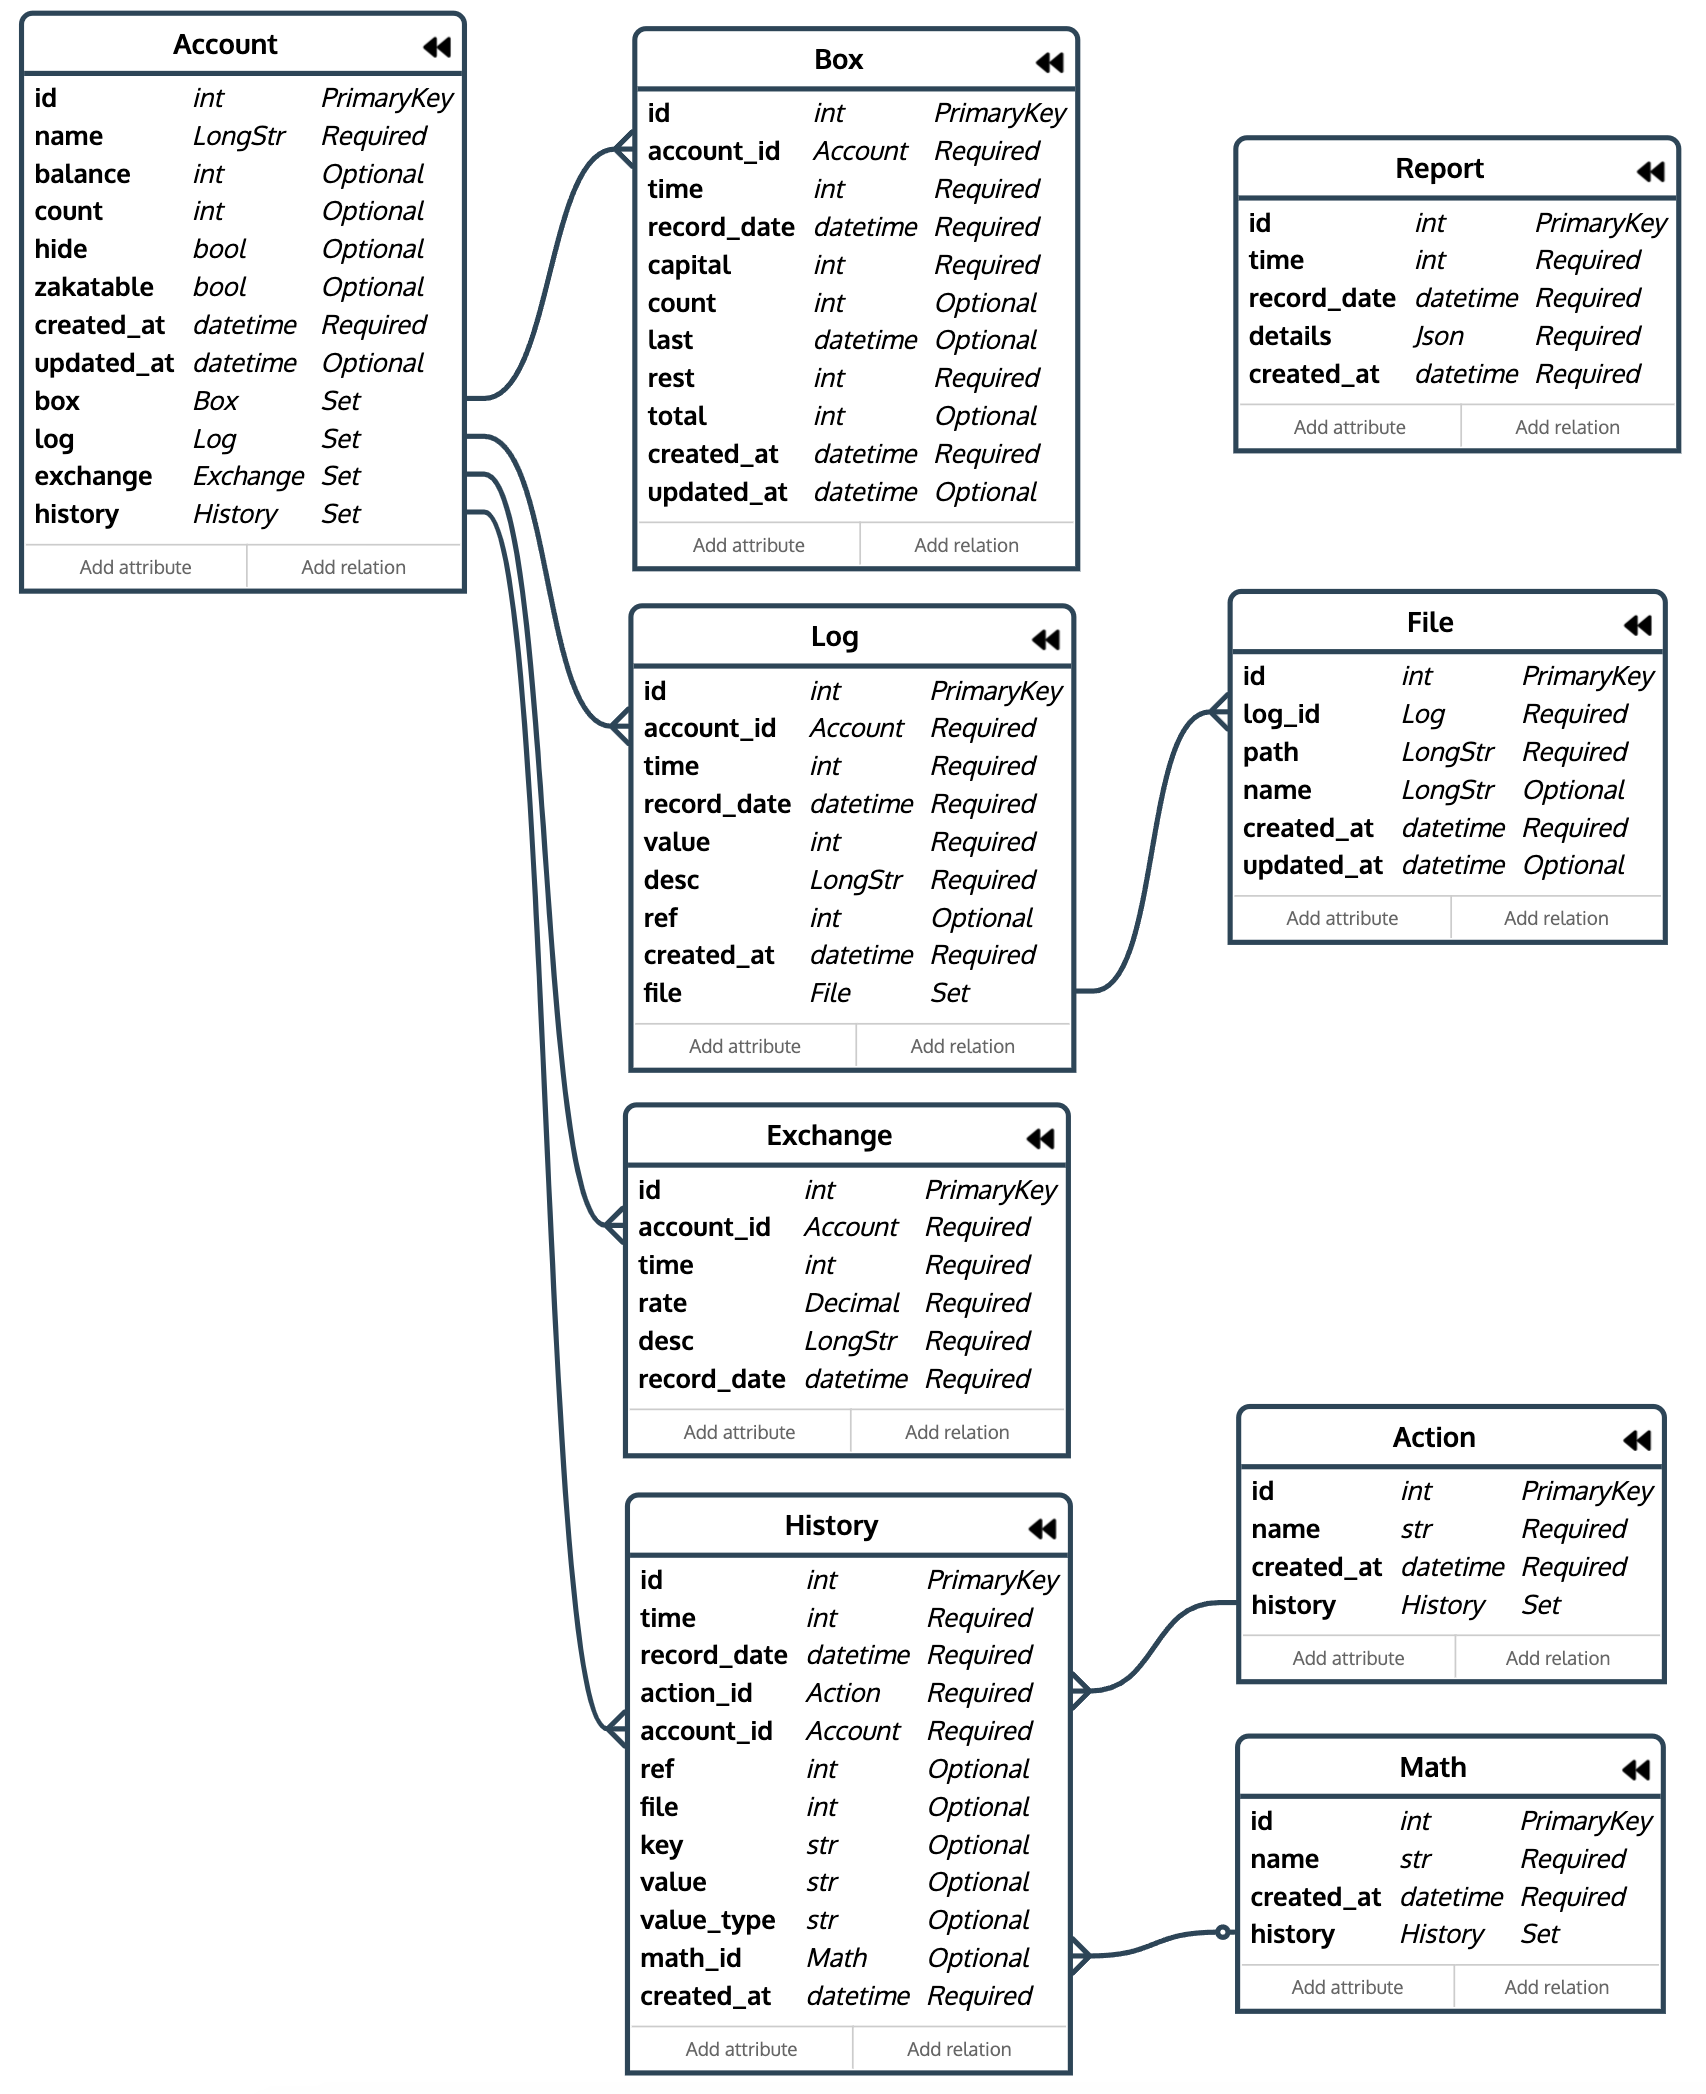 Account
id int PrimaryKey
name LongStr Required
balance int Optional
count int Optional
hide bool Optional
zakatable bool Optional
created_at datetime Required
updated_at datetime Optional
box Box Set
log Log Set
exchange Exchange Set
history History Set
Add attribute Add relation
Box
id int PrimaryKey
account_id Account Required
time int Required
record_date datetime Required
capital int Required
count int Optional
last datetime Optional
rest int Required
total int Optional
created_at datetime Required
updated_at datetime Optional
Add attribute Add relation
Report
id int PrimaryKey
time int Required
record_date datetime Required
details Json Required
created_at datetime Required
Add attribute Add relation
Log
id int PrimaryKey
account_id Account Required
time int Required
record_date datetime Required
value int Required
desc LongStr Required
ref int Optional
created_at datetime Required
file File Set
Add attribute Add relation
File
id int PrimaryKey
log_id Log Required
path LongStr Required
name LongStr Optional
created_at datetime Required
updated_at datetime Optional
Add attribute Add relation
Exchange
id int PrimaryKey
account_id Account Required
time int Required
rate Decimal Required
desc LongStr Required
record_date datetime Required
Add attribute Add relation
History
id int PrimaryKey
time int Required
record_date datetime Required
action_id Action Required
account_id Account Required
ref int Optional
file int Optional
key str Optional
value str Optional
value_type str Optional
math_id Math Optional
created_at datetime Required
Add attribute Add relation
Action
id int PrimaryKey
name str Required
created_at datetime Required
history History Set
Add attribute Add relation
Math
id int PrimaryKey
name str Required
created_at datetime Required
history History Set
Add attribute Add relation